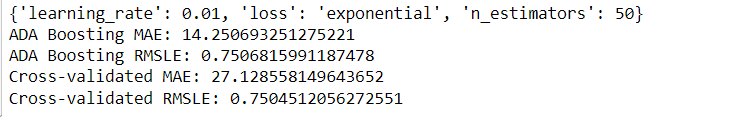 {'learning_rate': 0.01, 'loss': 'exponential', 'n_estimators': 50}
ADA Boosting MAE: 14.250693251275221
ADA Boosting RMSLE: 0.7506815991187478
Cross-validated MAE: 27.128558149643652
Cross-validated RMSLE: 0.7504512056272551